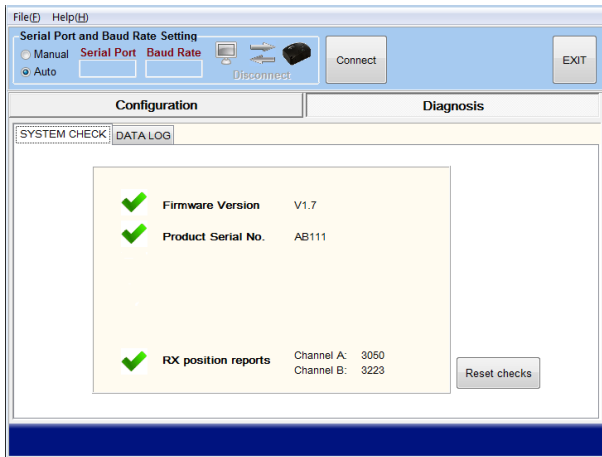 File(F) Help(H)
Serial Port and Baud Rate Setting
Manual Serial Port Baud Rate
Auto
Disconnect
Connect
EXIT
Configuration
Diagnosis
SYSTEM CHECK DATA LOG
Firmware Version V1.7
Product Serial No. AB111
RX position reports
Channel A: 3050
Channel B: 3223
Reset checks